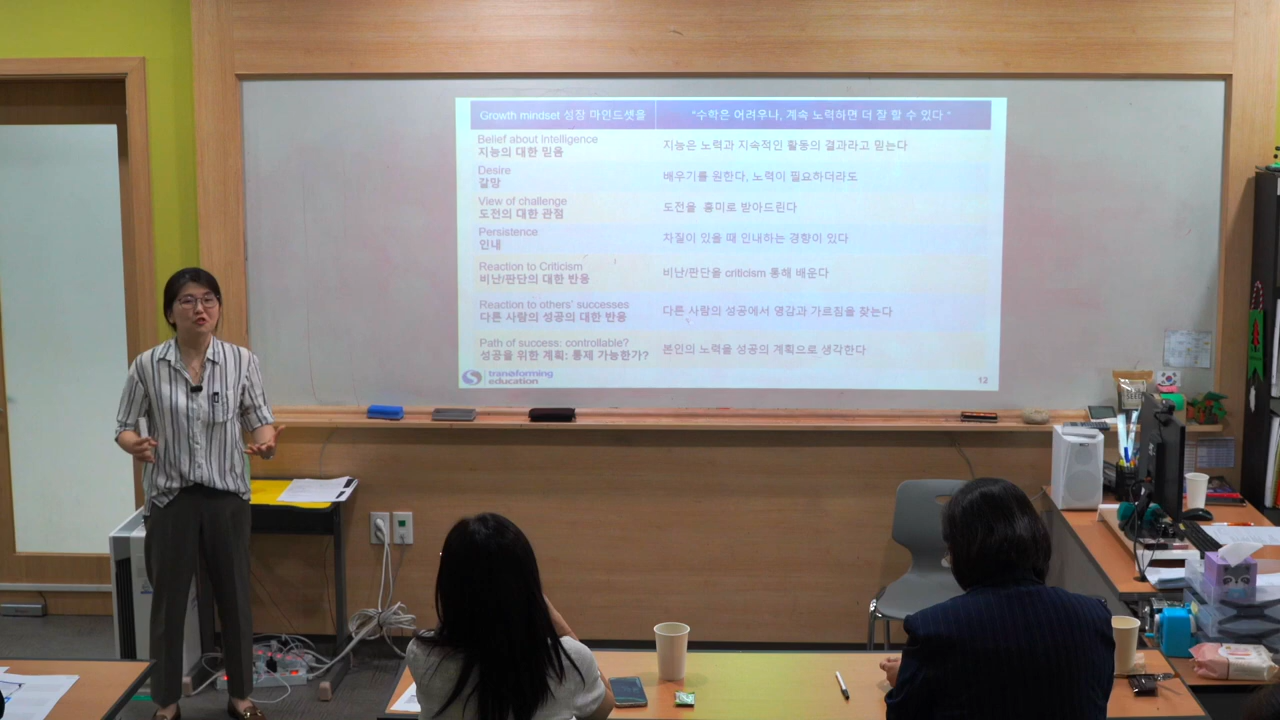 Growth mindset 성장 마인드셋을
"수학은 어려우나, 계속 노력하면 더 잘 할 수 있다 "
Belief about intelligence
지능의 대한 믿음
지능은 노력과 지속적인 활동의 결과라고 믿는다
Desire
갈망
배우기를 원한다, 노력이 필요하더라도
View of challenge
도전의 대한 관점
도전을 흥미로 받아드린다
Persistence
인내
차질이 있을 때 인내하는 경향이 있다
Reaction to Criticism
비난/판단의 대한 반응
비난/판단을 criticism 통해 배운다
Reaction to others' successes
다른 사람의 성공의 대한 반응
다른 사람의 성공에서 영감과 가르침을 찾는다
Path of success: controllable?
성공을 위한 계획: 통제 가능한가?
본인의 노력을 성공의 계획으로 생각한다
transforming
education
12